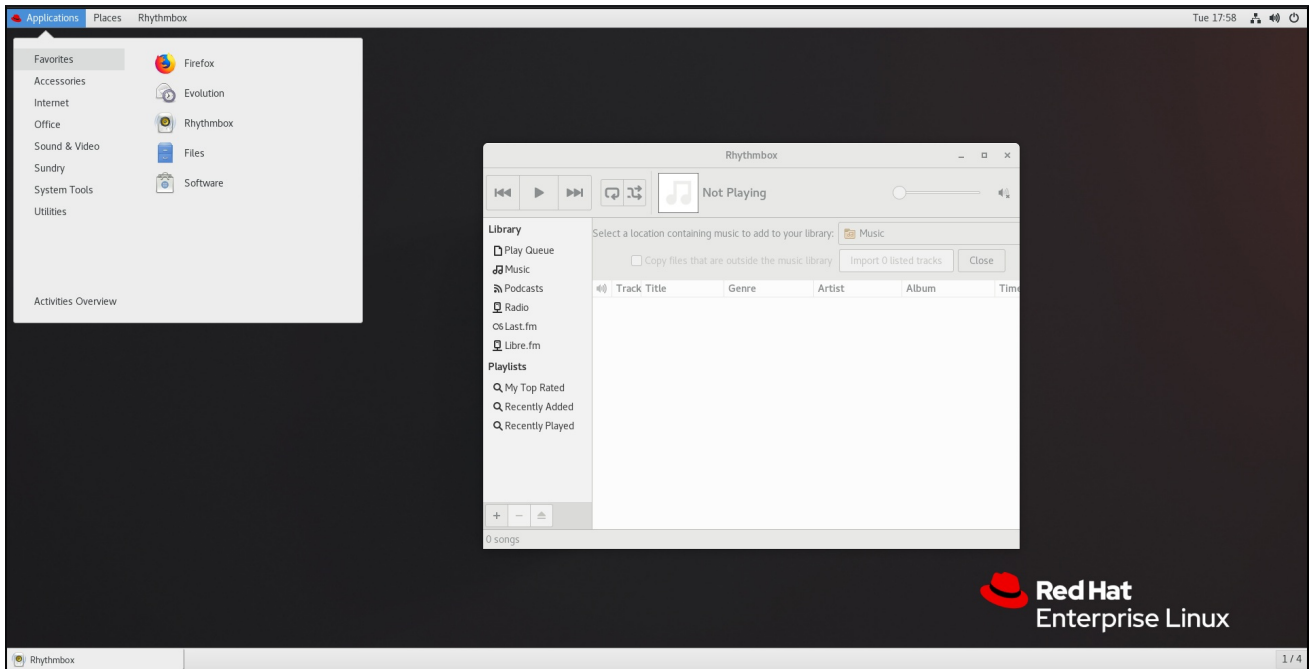 Applications Places Rhythmbox Tue 17:58
Favorites
Accessories
Internet
Office
Sound & Video
Sundry
System Tools
Utilities
Activities Overview
Firefox
Evolution
Rhythmbox
Files
Software
Rhythmbox
Not Playing
Library
Play Queue
Music
Podcasts
Radio
Last.fm
Libre.fm
Playlists
My Top Rated
Recently Added
Recently Played
Select a location containing music to add to your library: Music
Copy files that are outside the music library Import 0 listed tracks Close
Track Title Genre Artist Album Time
0 songs
Red Hat
Enterprise Linux
Rhythmbox 1 / 4